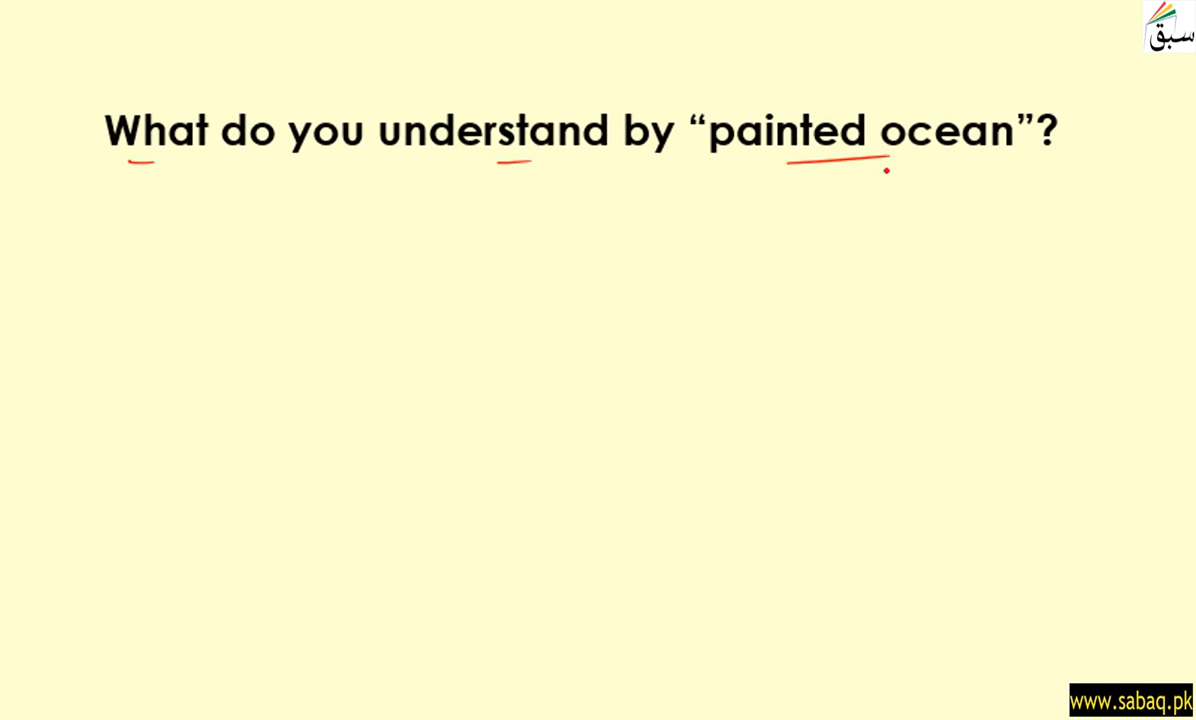 سبق
What do you understand by “painted ocean”?
www.sabaq.pk